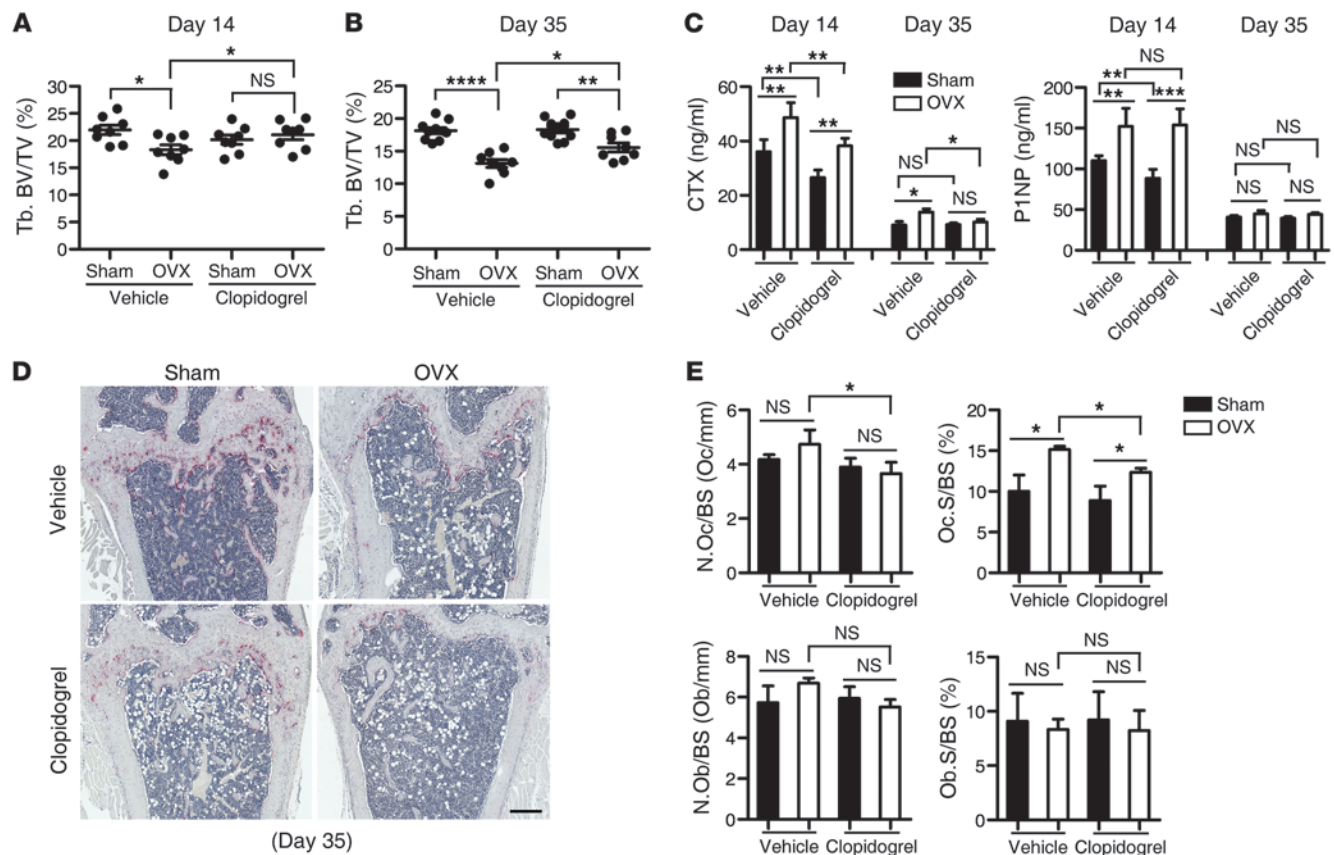 A
Day 14
*
*
NS
Tb. BV/TV (%)
30
25
20
15
10
5
0
Sham OVX Sham OVX
Vehicle Clopidogrel
B
Day 35
*
**** **
Tb. BV/TV (%)
25
20
15
10
5
0
Sham OVX Sham OVX
Vehicle Clopidogrel
C
Day 14 Day 35
Sham
OVX
** **
**
**
NS *
* NS
CTX (ng/ml)
60
40
20
0
Vehicle Clopidogrel Vehicle Clopidogrel
Day 14 Day 35
** NS
** ***
NS NS
NS NS
P1NP (ng/ml)
200
150
100
50
0
Vehicle Clopidogrel Vehicle Clopidogrel
D
Sham OVX
Vehicle
Clopidogrel
(Day 35)
E
Sham
OVX
NS *
NS
N.Oc/BS (Oc/mm)
6
4
2
0
Vehicle Clopidogrel
* *
*
Oc.S/BS (%)
20
15
10
5
0
Vehicle Clopidogrel
NS
NS NS
N.Ob/BS (Ob/mm)
8
6
4
2
0
Vehicle Clopidogrel
NS
NS NS
Ob.S/BS (%)
15
10
5
0
Vehicle Clopidogrel